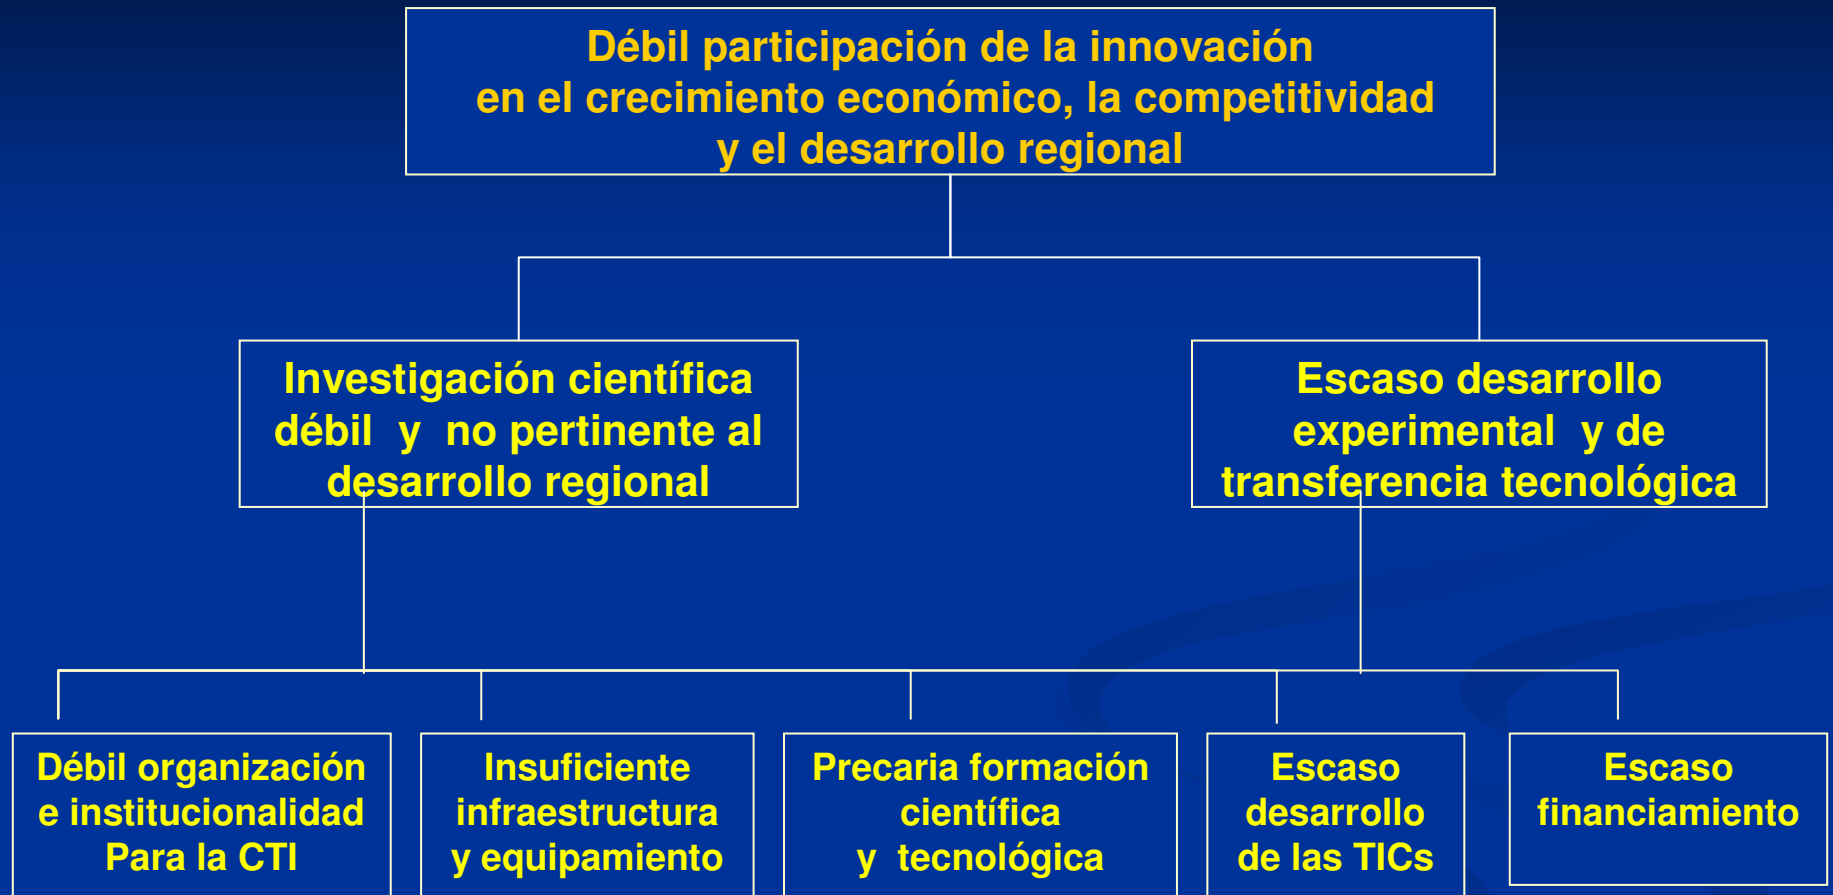 Débil participación de la innovación
en el crecimiento económico, la competitividad
y el desarrollo regional
Investigación científica
débil y no pertinente al
desarrollo regional
Escaso desarrollo
experimental y de
transferencia tecnológica
Débil organización
e institucionalidad
Para la CTI
Insuficiente
infraestructura
y equipamiento
Precaria formación
científica
y tecnológica
Escaso
desarrollo
de las TICs
Escaso
financiamiento